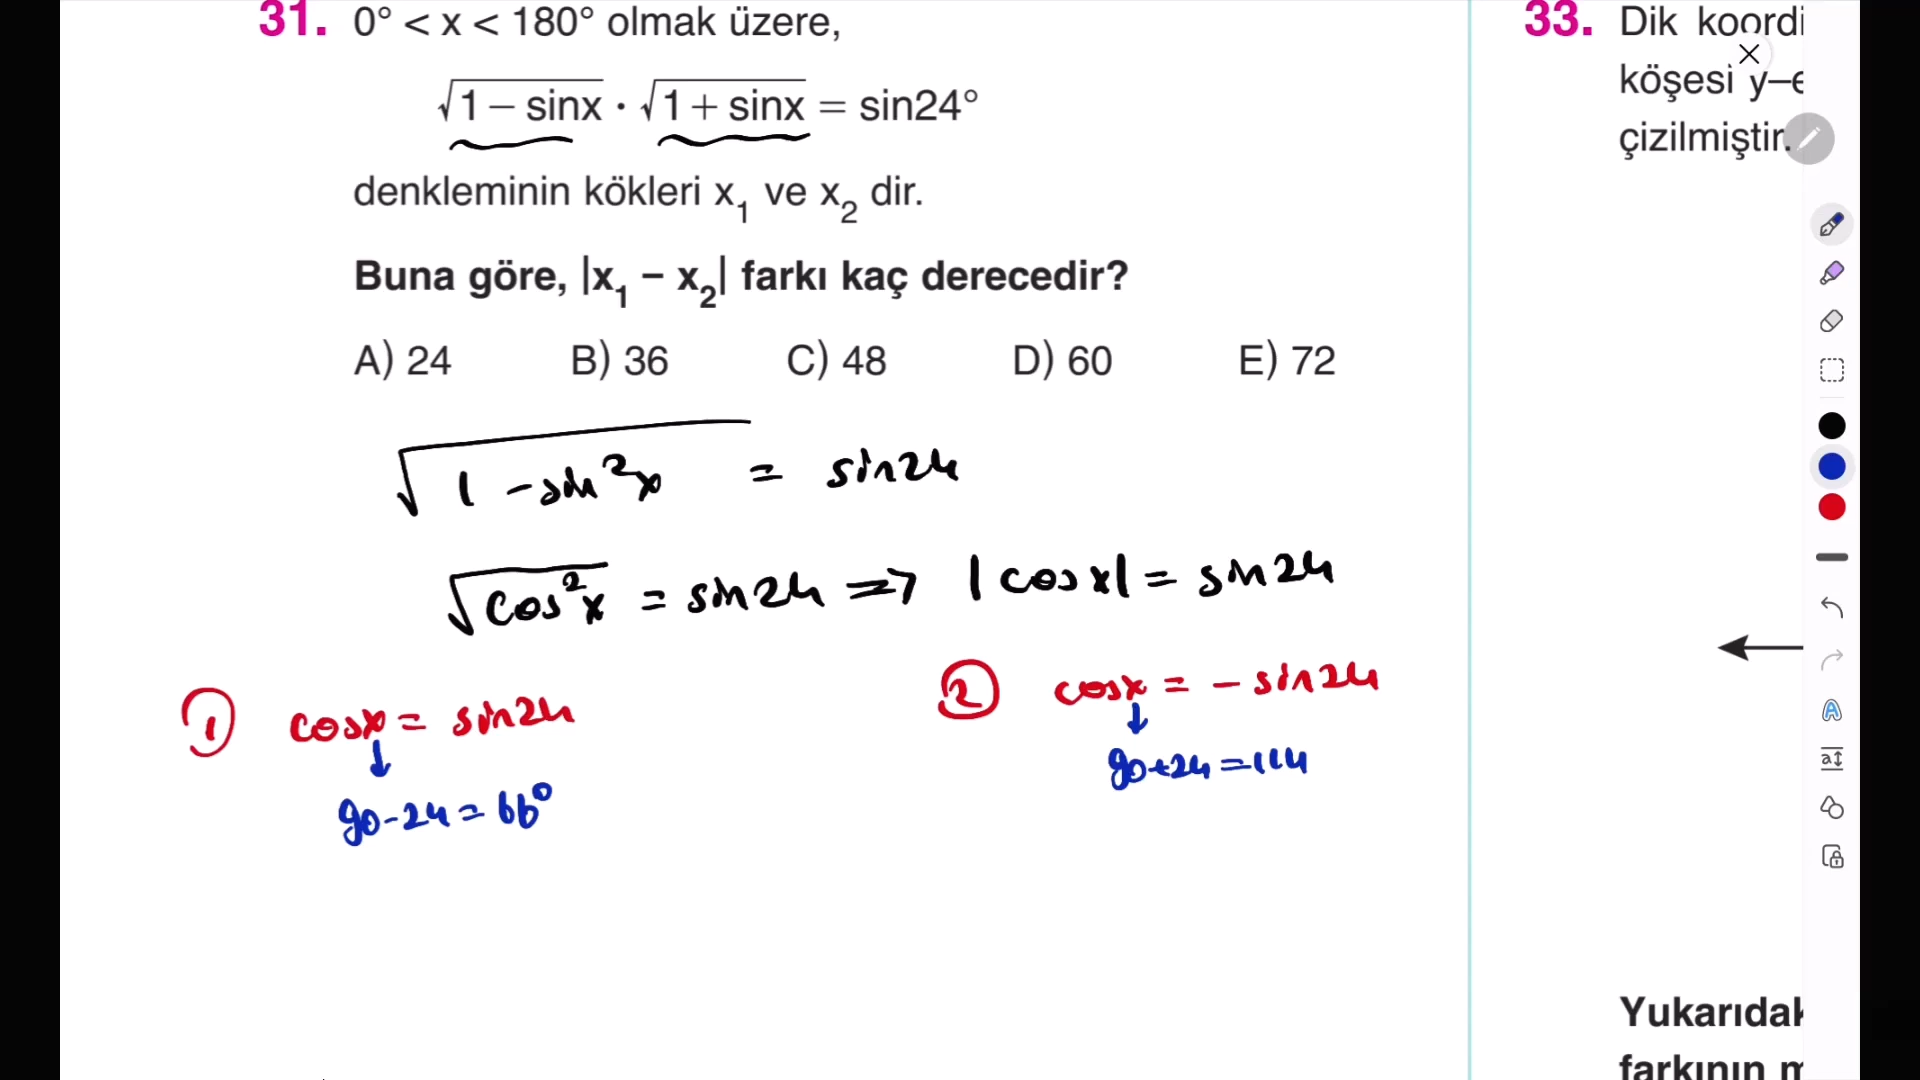 31. 0° < x < 180° olmak üzere,
√1 – sinx · √1 + sinx = sin24°
denkleminin kökleri x₁ ve x₂ dir.
Buna göre, |x₁ – x₂| farkı kaç derecedir?
A) 24 B) 36 C) 48 D) 60 E) 72
√1 - sin²x = sin24
√cos²x = sin24 ⇒ |cosx| = sin24
① cosx = sin24
↓
90-24 = 66°
② cosx = - sin24
↓
90+24 = 114
33. Dik koordi
köşesi y–e
çizilmiştir.
Yukarıdak
farkının m